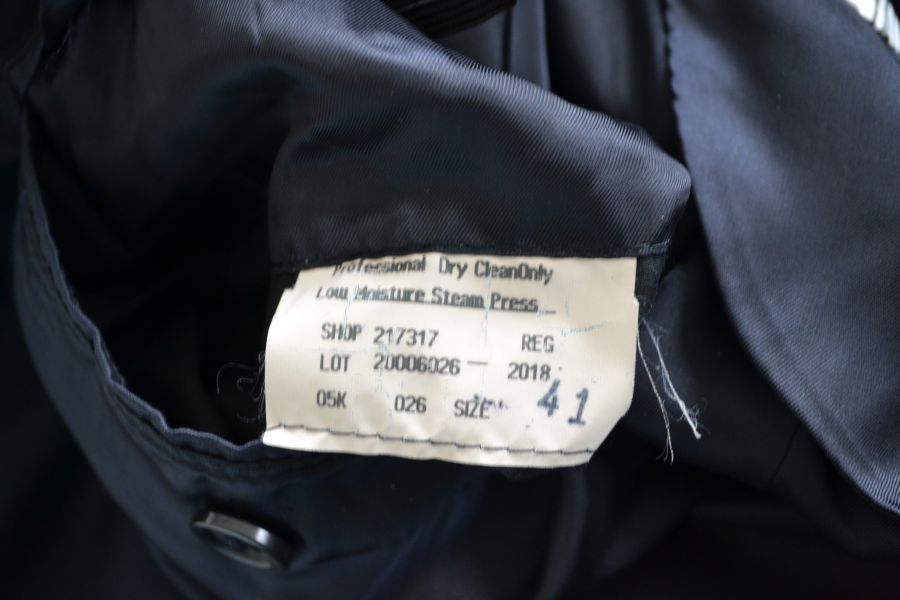 Professional Dry CleanOnly
Low Moisture Steam Press
SHOP 217317 REG
LOT 20006026 — 2018
05K 026 SIZE 41